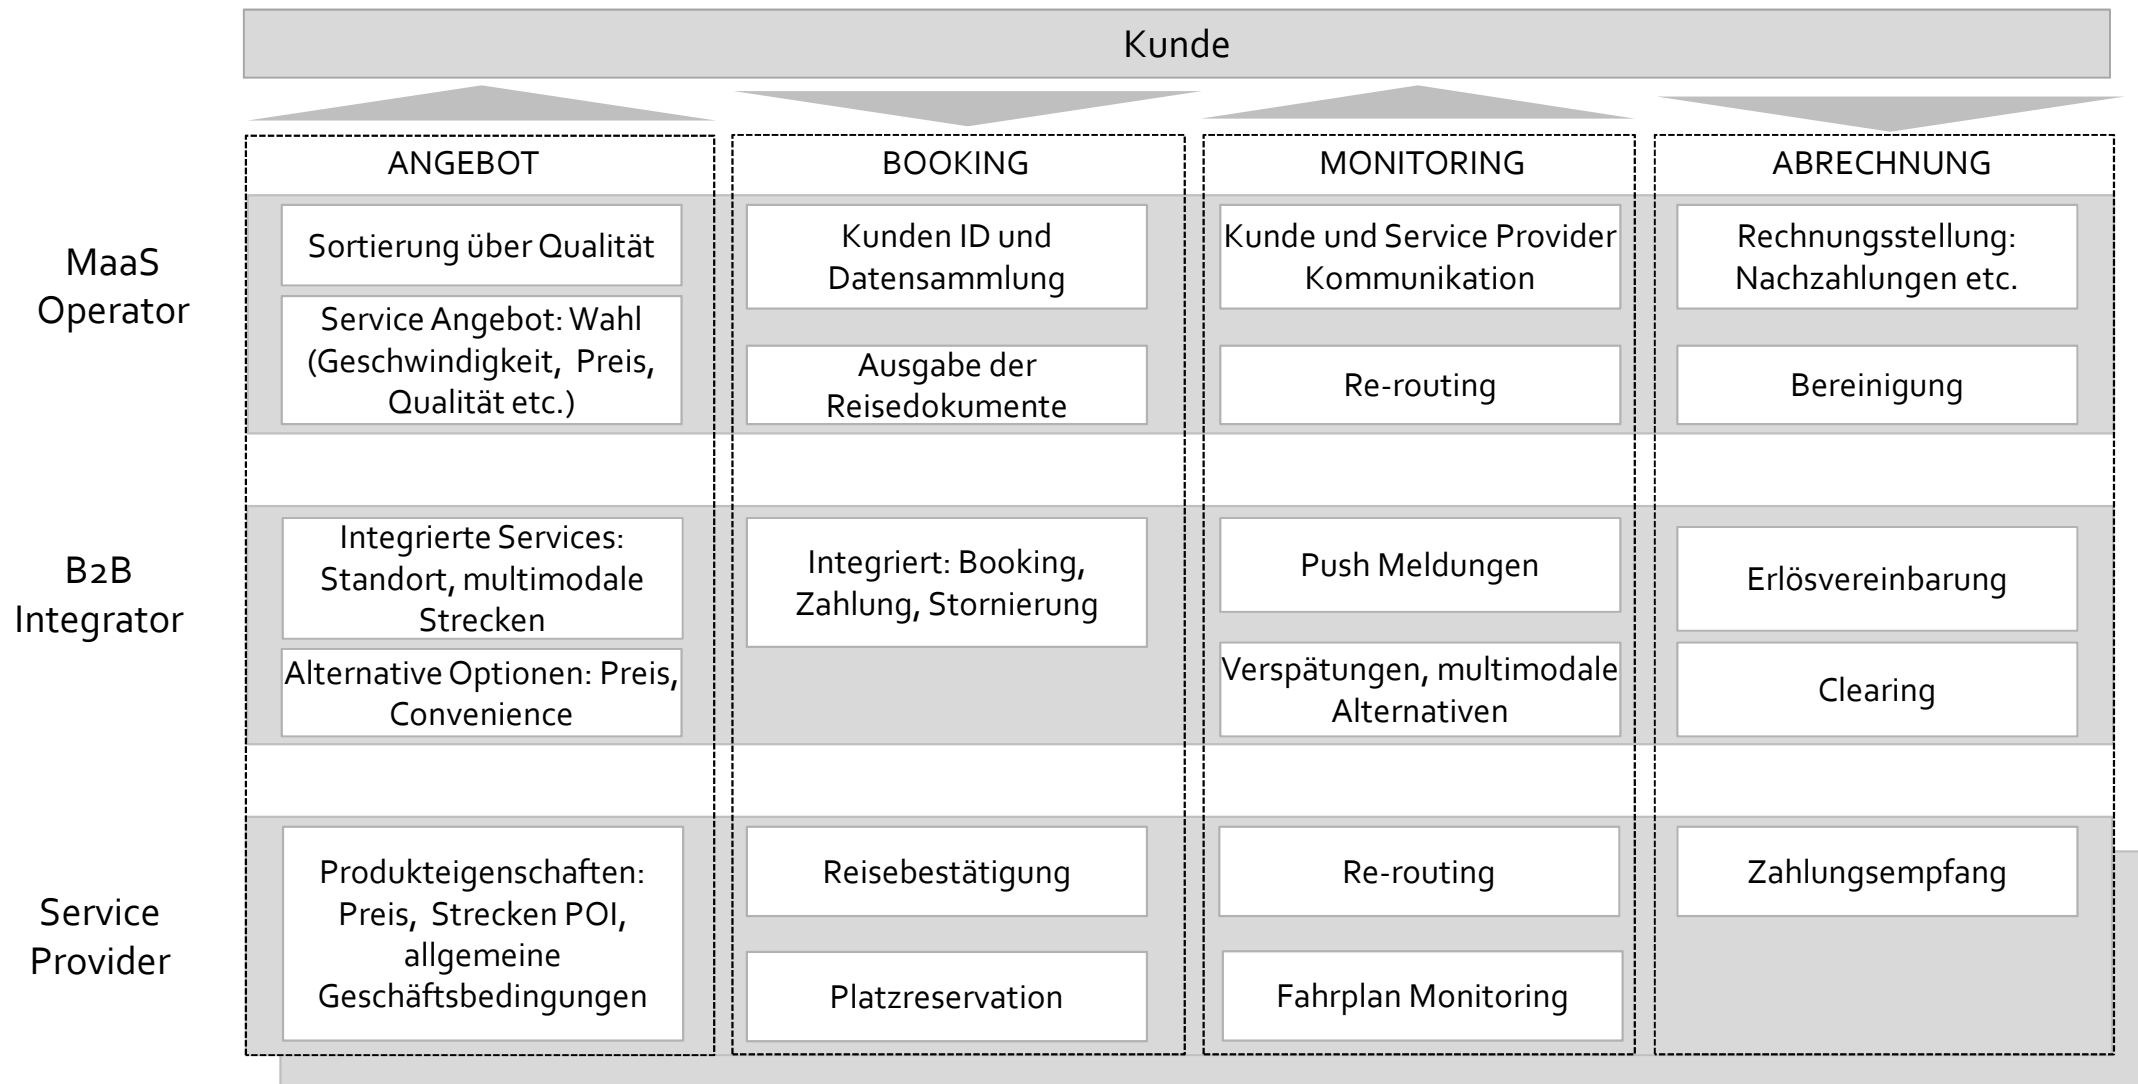 Kunde
ANGEBOT
BOOKING
MONITORING
ABRECHNUNG
MaaS
Operator
Sortierung über Qualität
Service Angebot: Wahl
(Geschwindigkeit, Preis,
Qualität etc.)
Kunden ID und
Datensammlung
Ausgabe der
Reisedokumente
Kunde und Service Provider
Kommunikation
Re-routing
Rechnungsstellung:
Nachzahlungen etc.
Bereinigung
B2B
Integrator
Integrierte Services:
Standort, multimodale
Strecken
Alternative Optionen: Preis,
Convenience
Integriert: Booking,
Zahlung, Stornierung
Push Meldungen
Verspätungen, multimodale
Alternativen
Erlösvereinbarung
Clearing
Service
Provider
Produkteigenschaften:
Preis, Strecken POI,
allgemeine
Geschäftsbedingungen
Reisebestätigung
Platzreservation
Re-routing
Fahrplan Monitoring
Zahlungsempfang